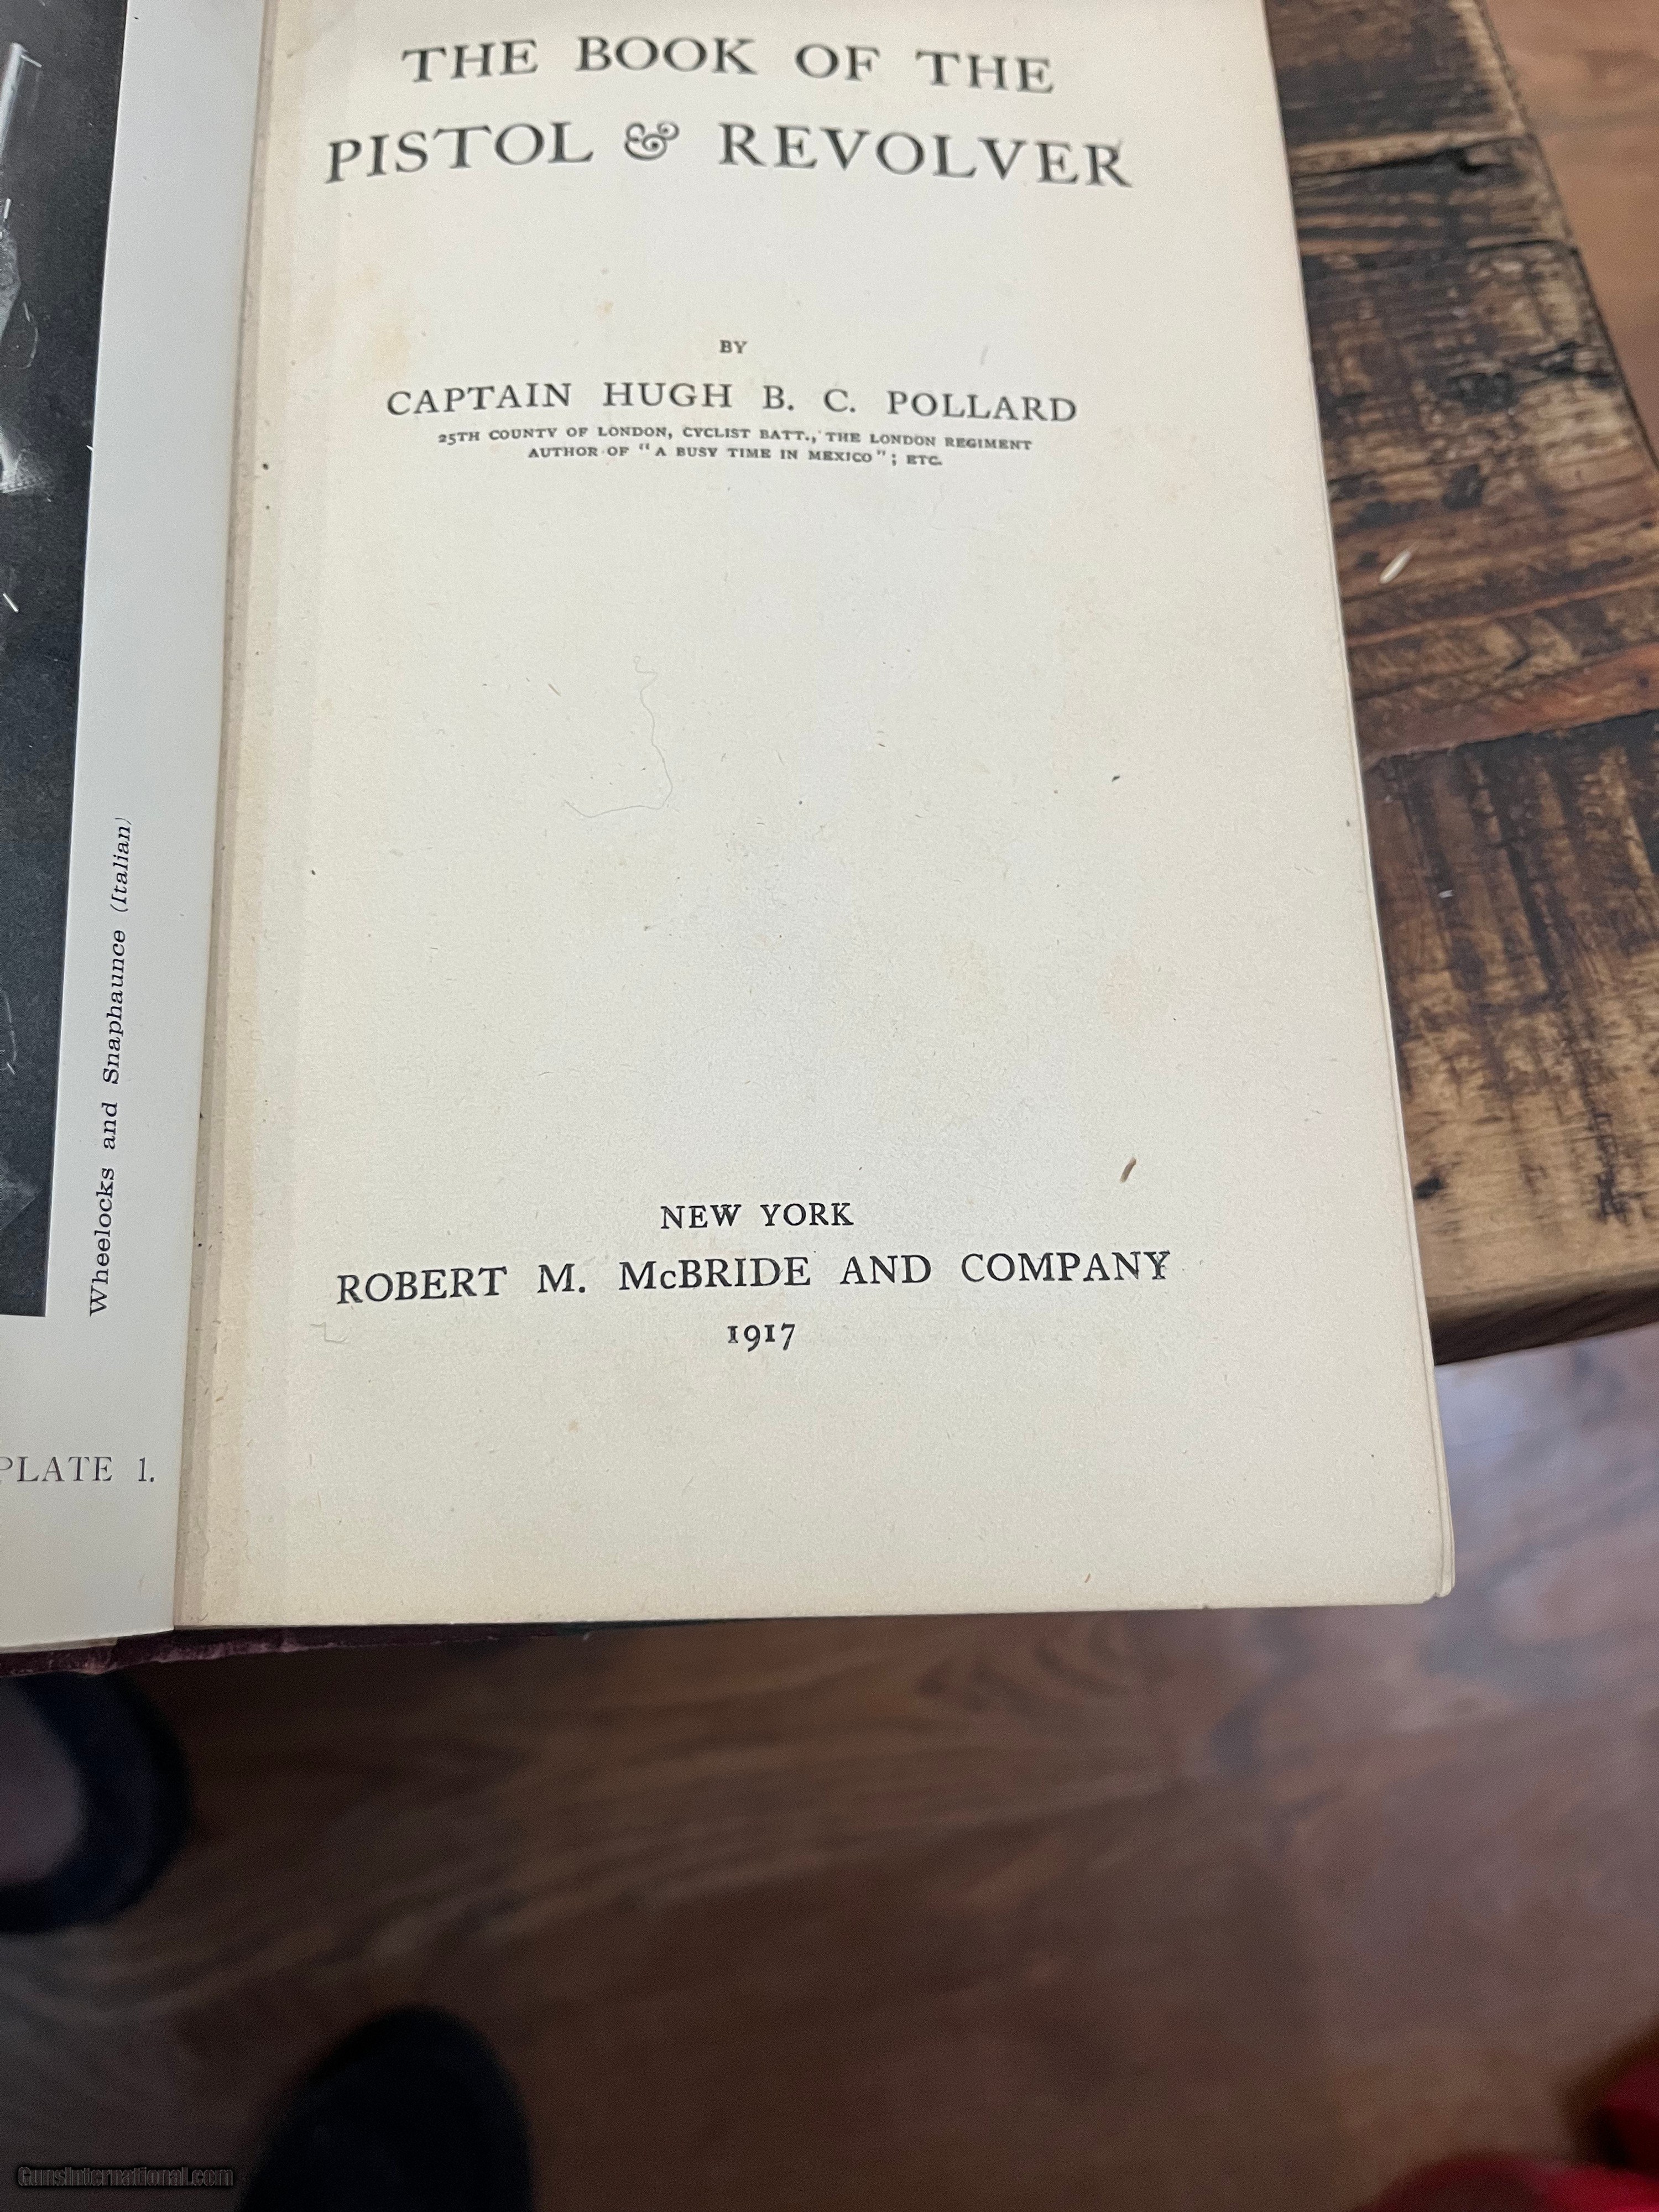 THE BOOK OF THE
PISTOL & REVOLVER
BY
CAPTAIN HUGH B. C. POLLARD
25TH COUNTY OF LONDON, CYCLIST BATT., THE LONDON REGIMENT
AUTHOR OF "A BUSY TIME IN MEXICO"; ETC.
NEW YORK
ROBERT M. McBRIDE AND COMPANY
1917
Wheelocks and Snaphaunce (Italian)
PLATE 1.
GunsInternational.com